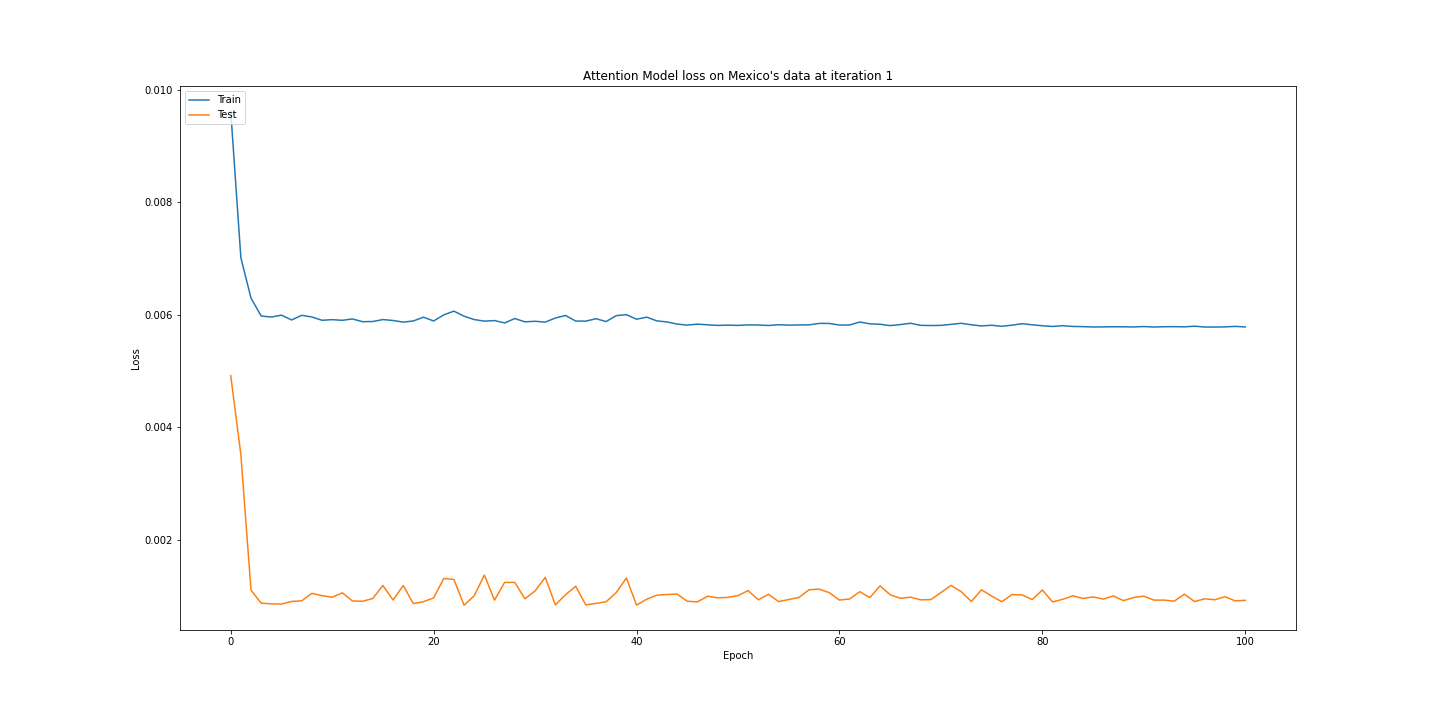 Attention Model loss on Mexico's data at iteration 1
0.010
Train
Test
0.008
0.006
Loss
0.004
0.002
0
20
40
60
80
100
Epoch